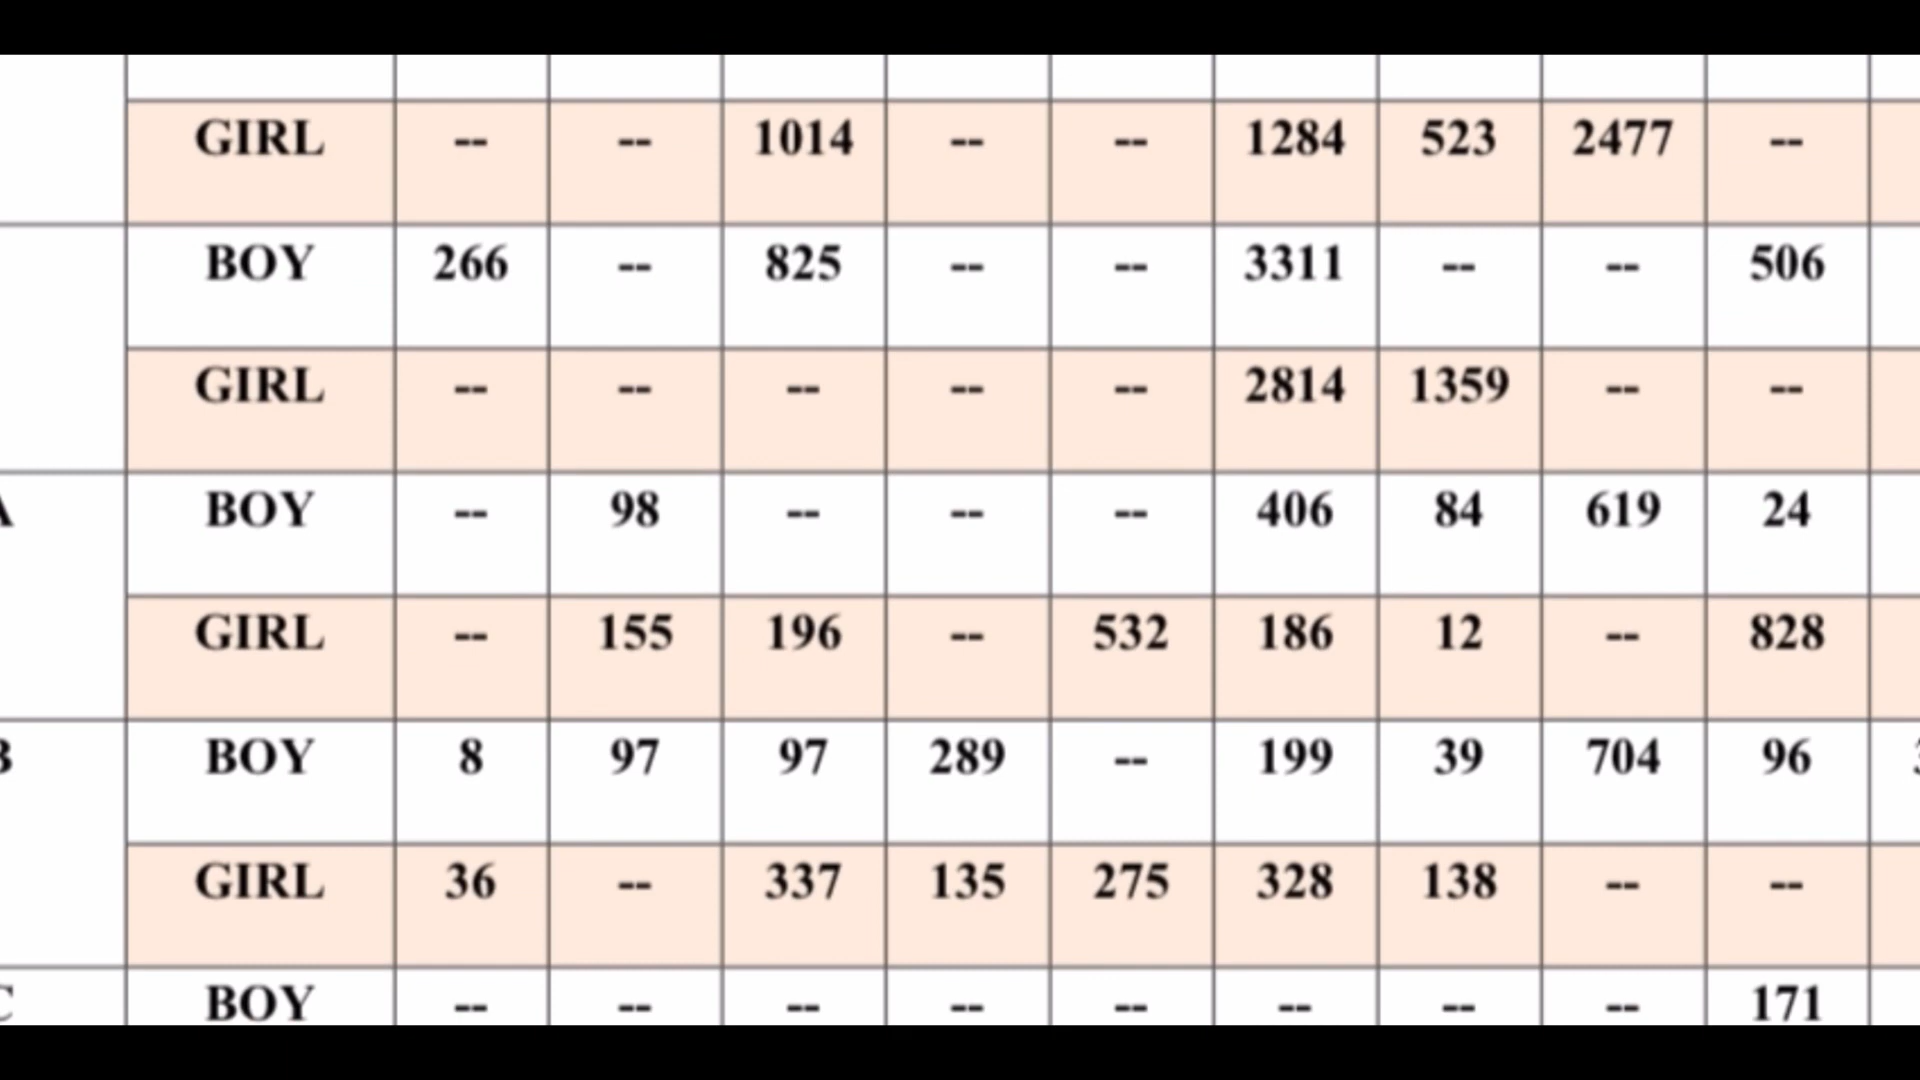 GIRL -- -- 1014 -- -- 1284 523 2477 --
BOY 266 -- 825 -- -- 3311 -- -- 506
GIRL -- -- -- -- -- 2814 1359 -- --
A BOY -- 98 -- -- -- 406 84 619 24
GIRL -- 155 196 -- 532 186 12 -- 828
B BOY 8 97 97 289 -- 199 39 704 96
GIRL 36 -- 337 135 275 328 138 -- --
C BOY -- -- -- -- -- -- -- -- 171